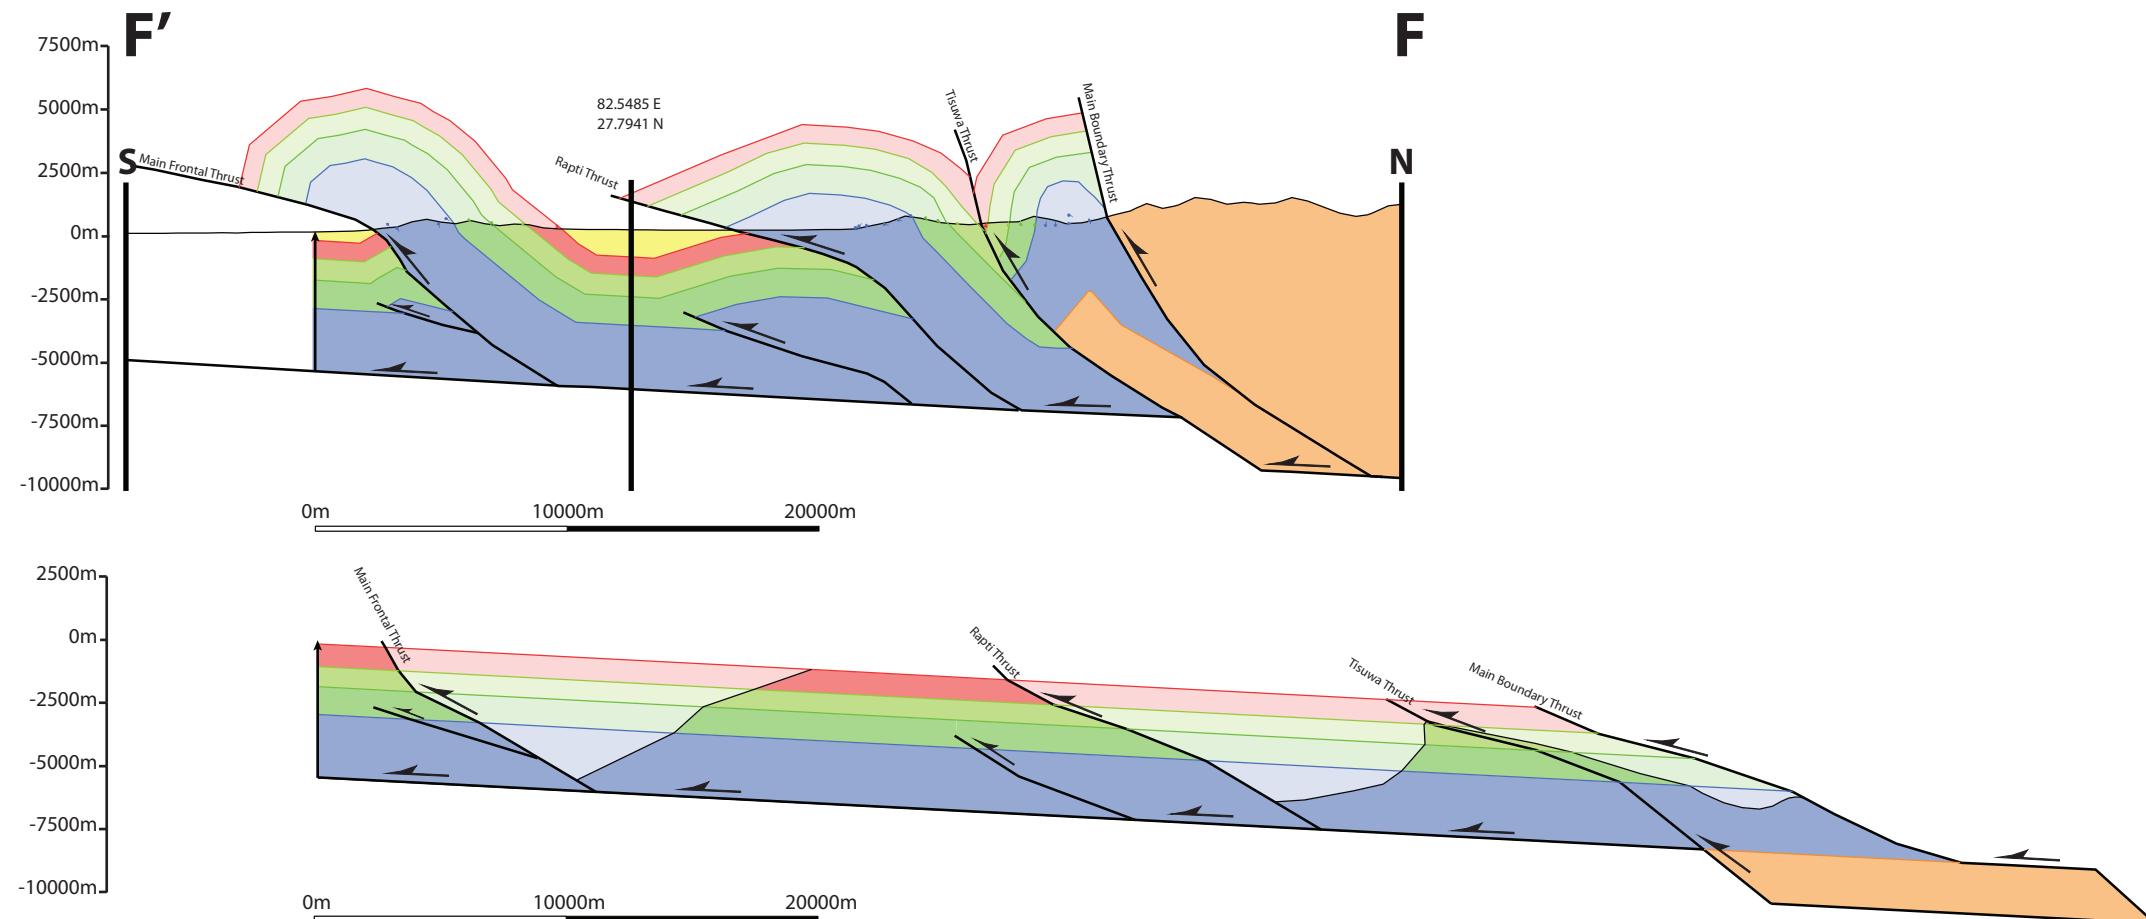 F′
F
7500m
5000m
2500m
0m
-2500m
-5000m
-7500m
-10000m
S
N
Main Frontal Thrust
82.5485 E
27.7941 N
Rapti Thrust
Tisuwa Thrust
Main Boundary Thrust
0m
10000m
20000m
2500m
0m
-2500m
-5000m
-7500m
-10000m
Main Frontal Thrust
Rapti Thrust
Tisuwa Thrust
Main Boundary Thrust
0m
10000m
20000m